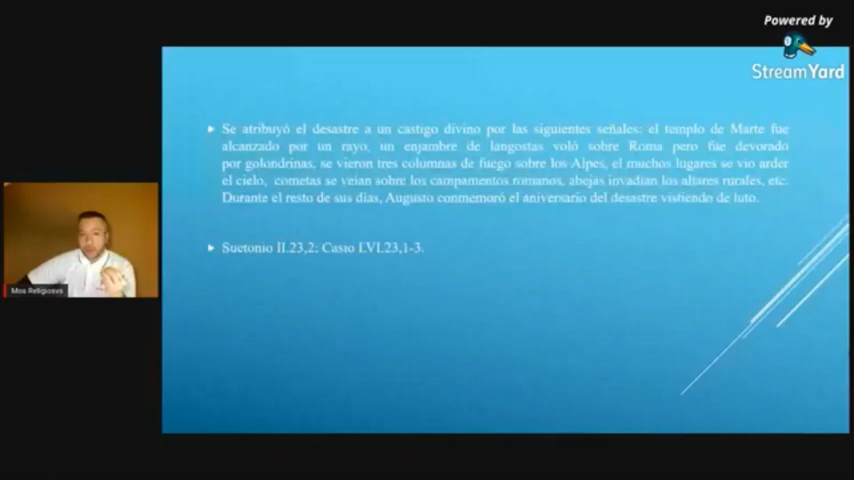 Powered by
StreamYard
Se atribuyó el desastre a un castigo divino por las siguientes señales: el templo de Marte fue
alcanzado por un rayo, un enjambre de langostas voló sobre Roma pero fue devorado
por golondrinas, se vieron tres columnas de fuego sobre los Alpes, el muchos lugares se vio arder
el cielo, cometas se veían sobre los campamentos romanos, abejas invadían los altares rurales, etc.
Durante el resto de sus días, Augusto conmemoró el aniversario del desastre vistiendo de luto.
Suetonio II.23,2; Casio LVI.23,1-3.
Mos Religiosvs